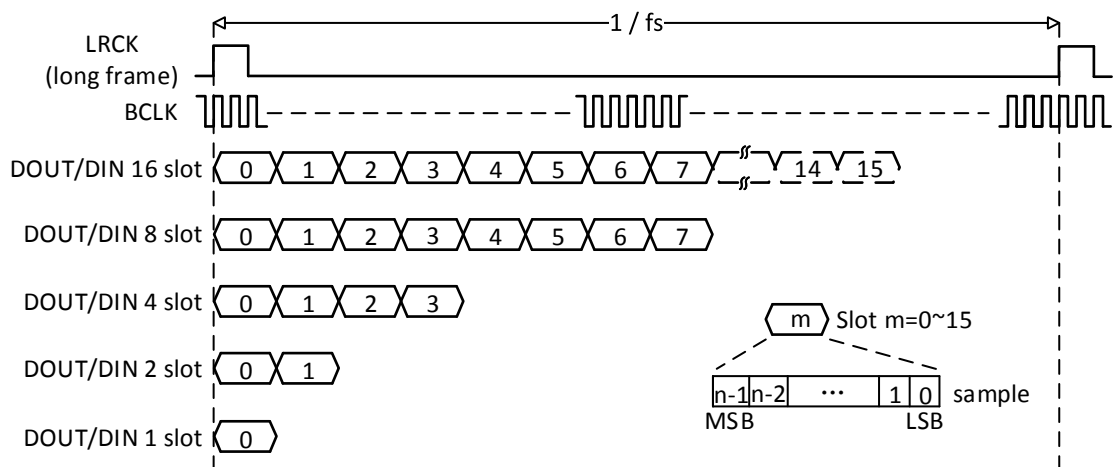 1 / fs
LRCK
(long frame)
BCLK
DOUT/DIN 16 slot 0 1 2 3 4 5 6 7 14 15
DOUT/DIN 8 slot 0 1 2 3 4 5 6 7
DOUT/DIN 4 slot 0 1 2 3
m Slot m=0~15
DOUT/DIN 2 slot 0 1
n-1 n-2 ··· 1 0 sample
MSB LSB
DOUT/DIN 1 slot 0